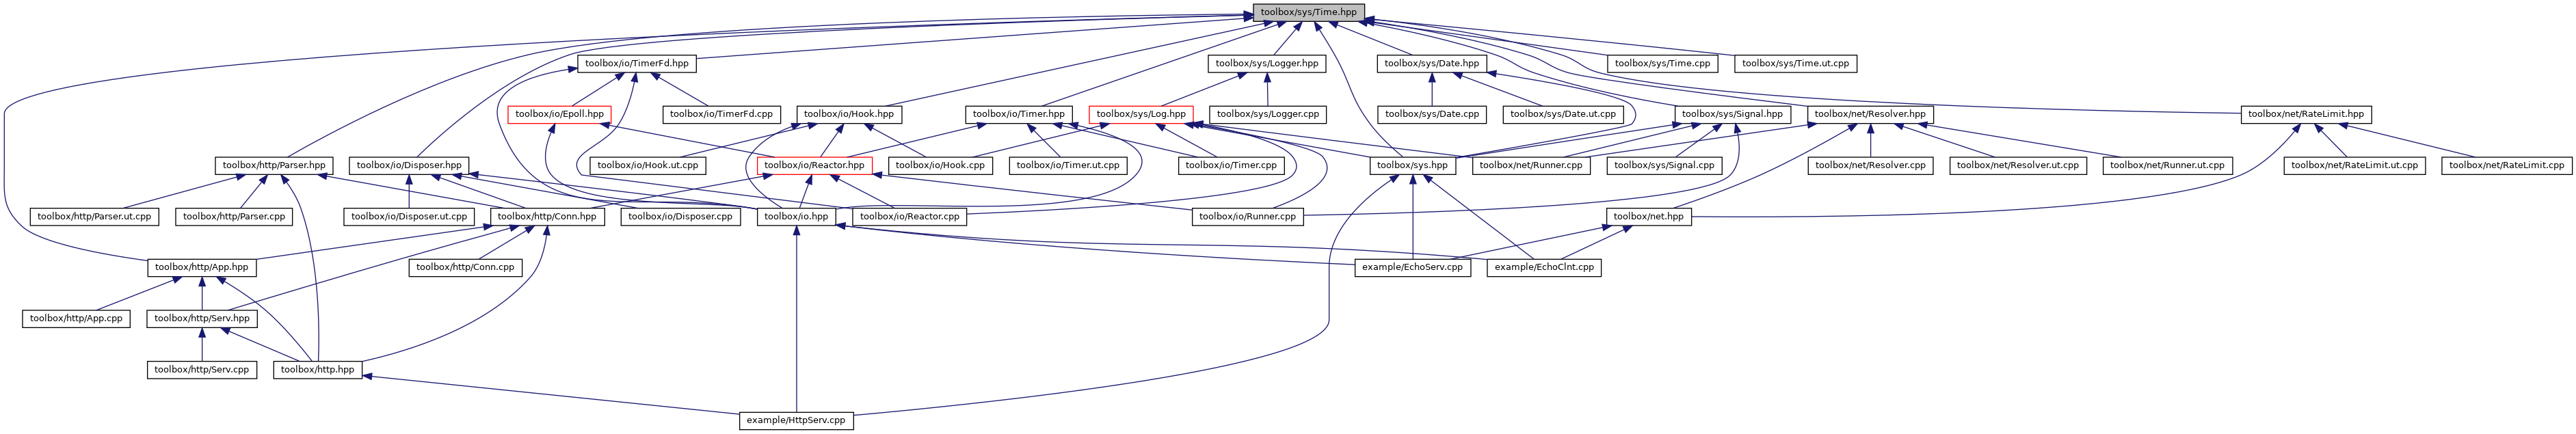 toolbox/sys/Time.hpp
toolbox/io/TimerFd.hpp
toolbox/sys/Logger.hpp
toolbox/sys/Date.hpp
toolbox/sys/Time.cpp
toolbox/sys/Time.ut.cpp
toolbox/io/Epoll.hpp
toolbox/io/TimerFd.cpp
toolbox/io/Hook.hpp
toolbox/io/Timer.hpp
toolbox/sys/Log.hpp
toolbox/sys/Logger.cpp
toolbox/sys/Date.cpp
toolbox/sys/Date.ut.cpp
toolbox/sys/Signal.hpp
toolbox/net/Resolver.hpp
toolbox/net/RateLimit.hpp
toolbox/http/Parser.hpp
toolbox/io/Disposer.hpp
toolbox/io/Hook.ut.cpp
toolbox/io/Reactor.hpp
toolbox/io/Hook.cpp
toolbox/io/Timer.ut.cpp
toolbox/io/Timer.cpp
toolbox/sys.hpp
toolbox/net/Runner.cpp
toolbox/sys/Signal.cpp
toolbox/net/Resolver.cpp
toolbox/net/Resolver.ut.cpp
toolbox/net/Runner.ut.cpp
toolbox/net/RateLimit.ut.cpp
toolbox/net/RateLimit.cpp
toolbox/http/Parser.ut.cpp
toolbox/http/Parser.cpp
toolbox/io/Disposer.ut.cpp
toolbox/http/Conn.hpp
toolbox/io/Disposer.cpp
toolbox/io.hpp
toolbox/io/Reactor.cpp
toolbox/io/Runner.cpp
toolbox/net.hpp
toolbox/http/App.hpp
toolbox/http/Conn.cpp
example/EchoServ.cpp
example/EchoClnt.cpp
toolbox/http/App.cpp
toolbox/http/Serv.hpp
toolbox/http/Serv.cpp
toolbox/http.hpp
example/HttpServ.cpp